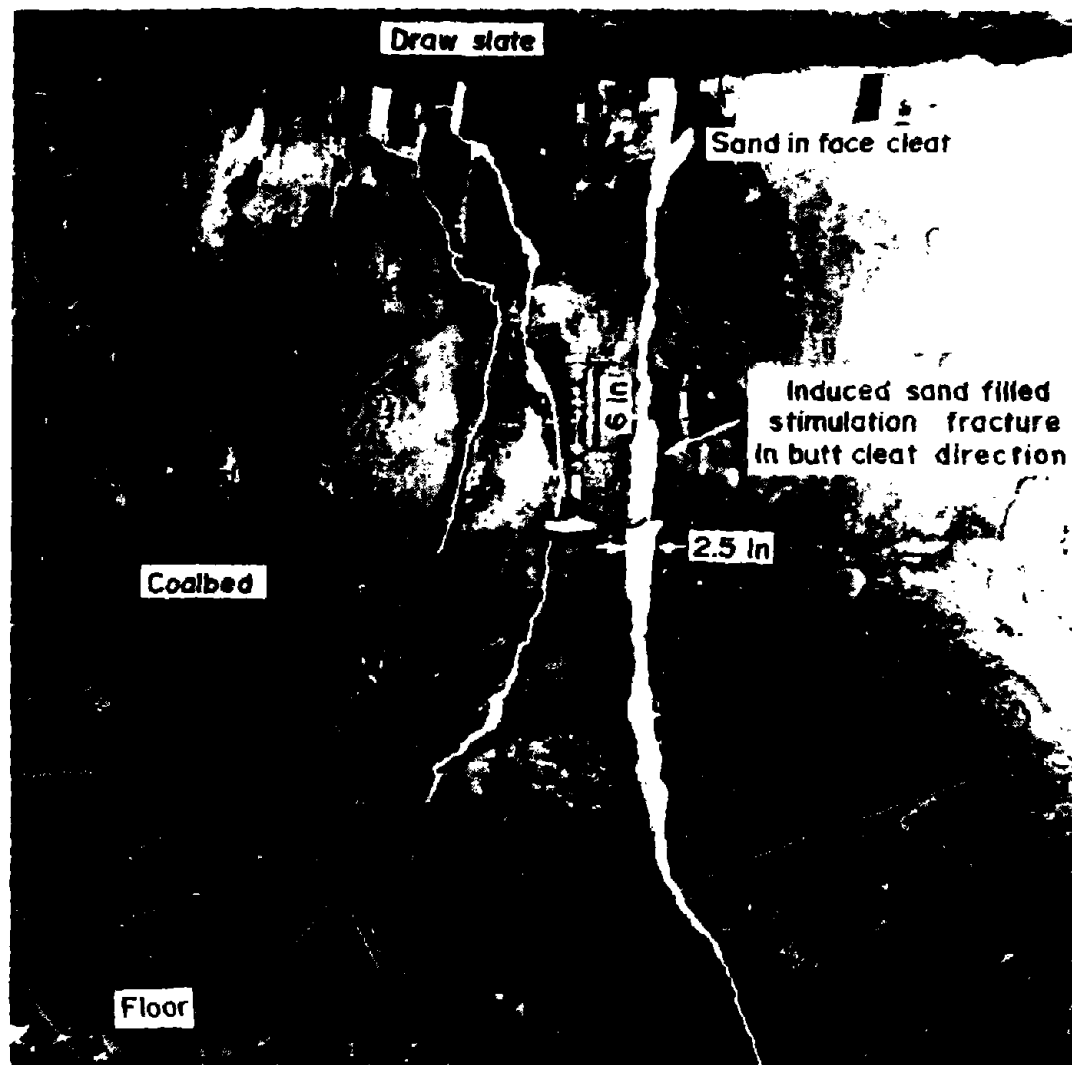 Draw slate
Sand in face cleat
6 in
Induced sand filled
stimulation fracture
in butt cleat direction
2.5 in
Coalbed
Floor